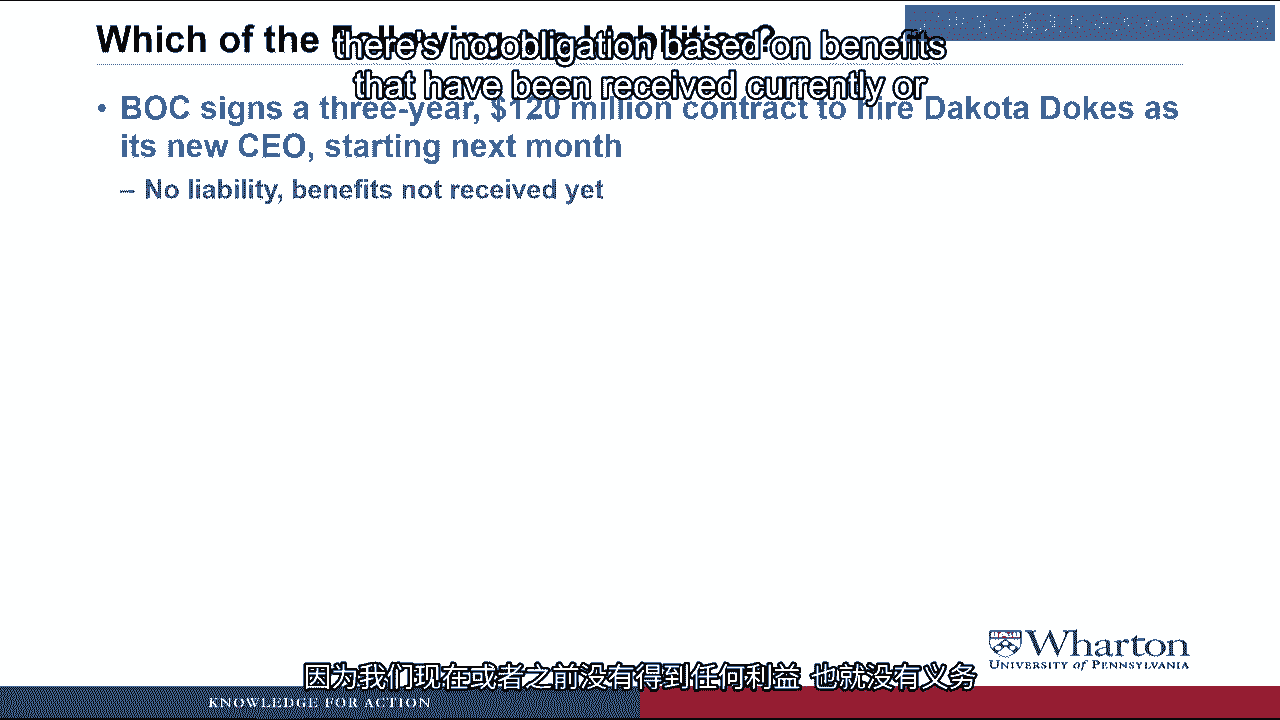 Which of the Following are Liabilities?
there's no obligation based on benefits
that have been received currently or
• BOC signs a three-year, $120 million contract to hire Dakota Dokes as
its new CEO, starting next month
– No liability, benefits not received yet
Wharton
UNIVERSITY of PENNSYLVANIA
因为我们现在或者之前没有得到任何利益 也就没有义务
KNOWLEDGE FOR ACTION